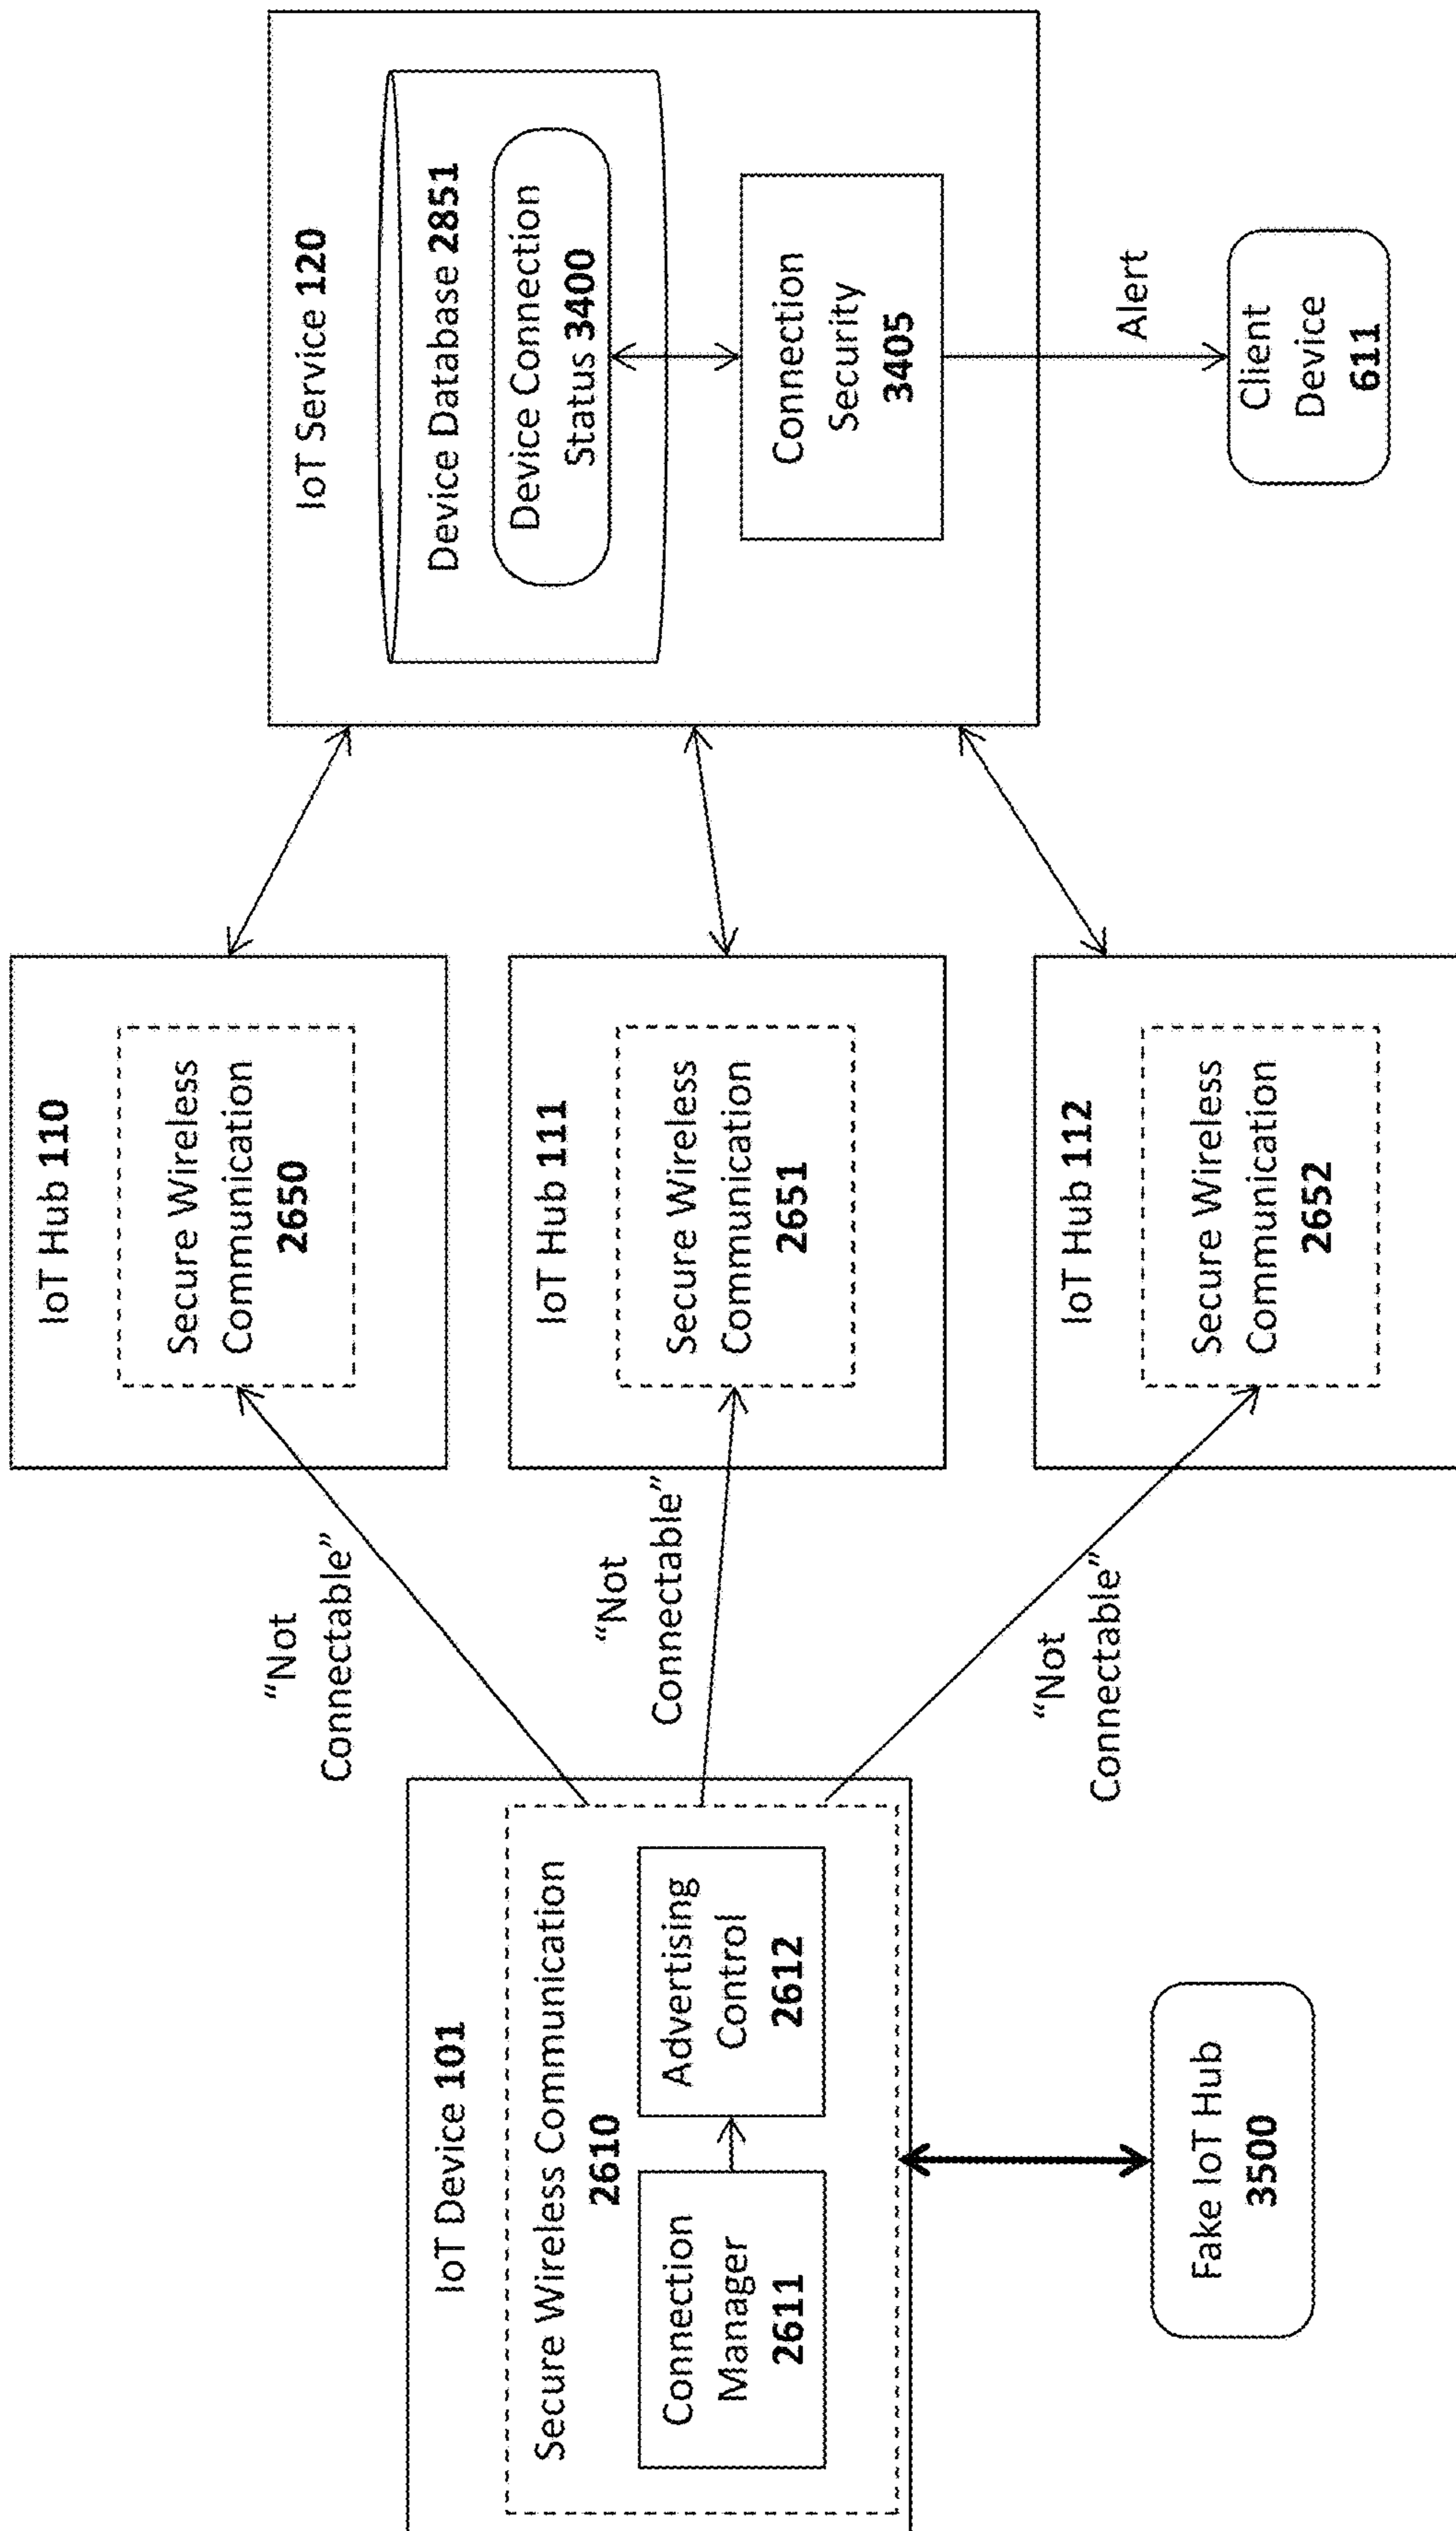 IoT Device 101
Secure Wireless Communication
2610
Connection
Manager
2611
Advertising
Control
2612
Fake IoT Hub
3500
“Not
Connectable”
“Not
Connectable”
“Not
Connectable”
IoT Hub 110
Secure Wireless
Communication
2650
IoT Hub 111
Secure Wireless
Communication
2651
IoT Hub 112
Secure Wireless
Communication
2652
IoT Service 120
Device Database 2851
Device Connection
Status 3400
Connection
Security
3405
Alert
Client
Device
611